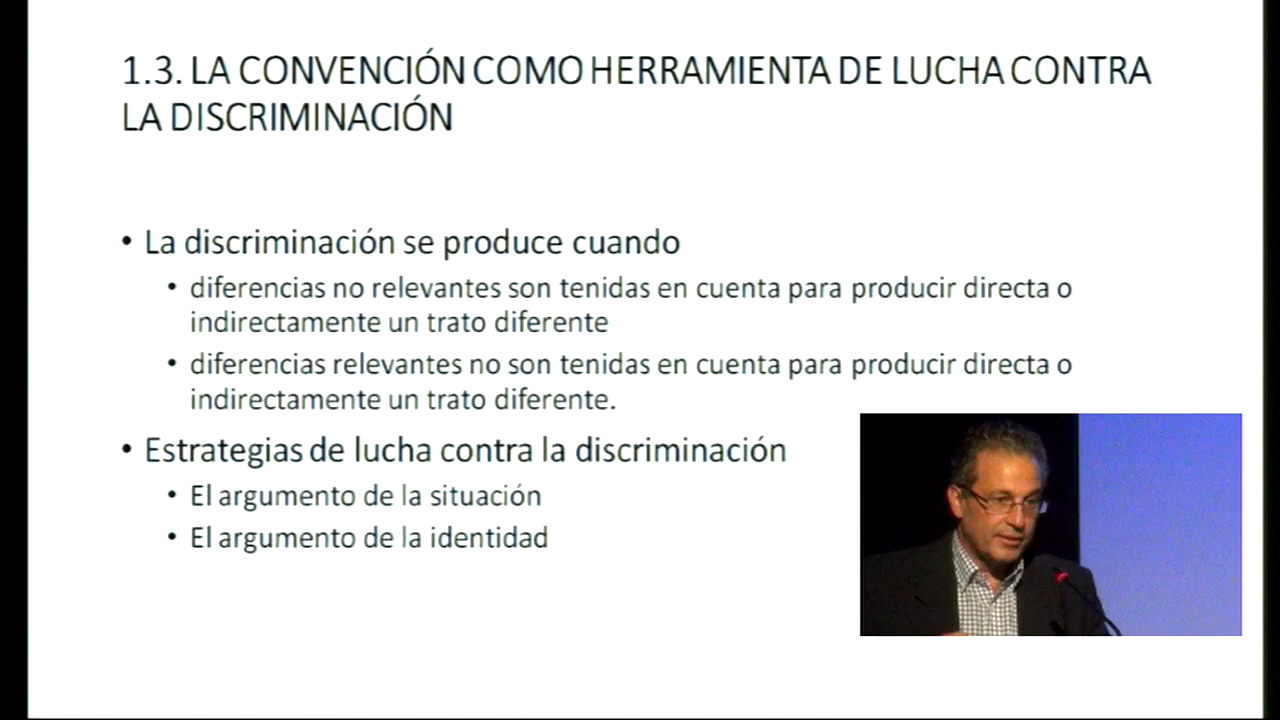 1.3. LA CONVENCIÓN COMO HERRAMIENTA DE LUCHA CONTRA
LA DISCRIMINACIÓN
• La discriminación se produce cuando
• diferencias no relevantes son tenidas en cuenta para producir directa o
indirectamente un trato diferente
• diferencias relevantes no son tenidas en cuenta para producir directa o
indirectamente un trato diferente.
• Estrategias de lucha contra la discriminación
• El argumento de la situación
• El argumento de la identidad